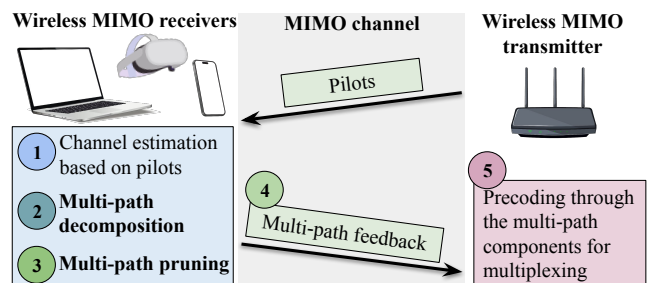 Wireless MIMO receivers
MIMO channel
Wireless MIMO
transmitter
Pilots
1 Channel estimation
based on pilots
2 Multi-path
decomposition
3 Multi-path pruning
4
Multi-path feedback
5
Precoding through
the multi-path
components for
multiplexing